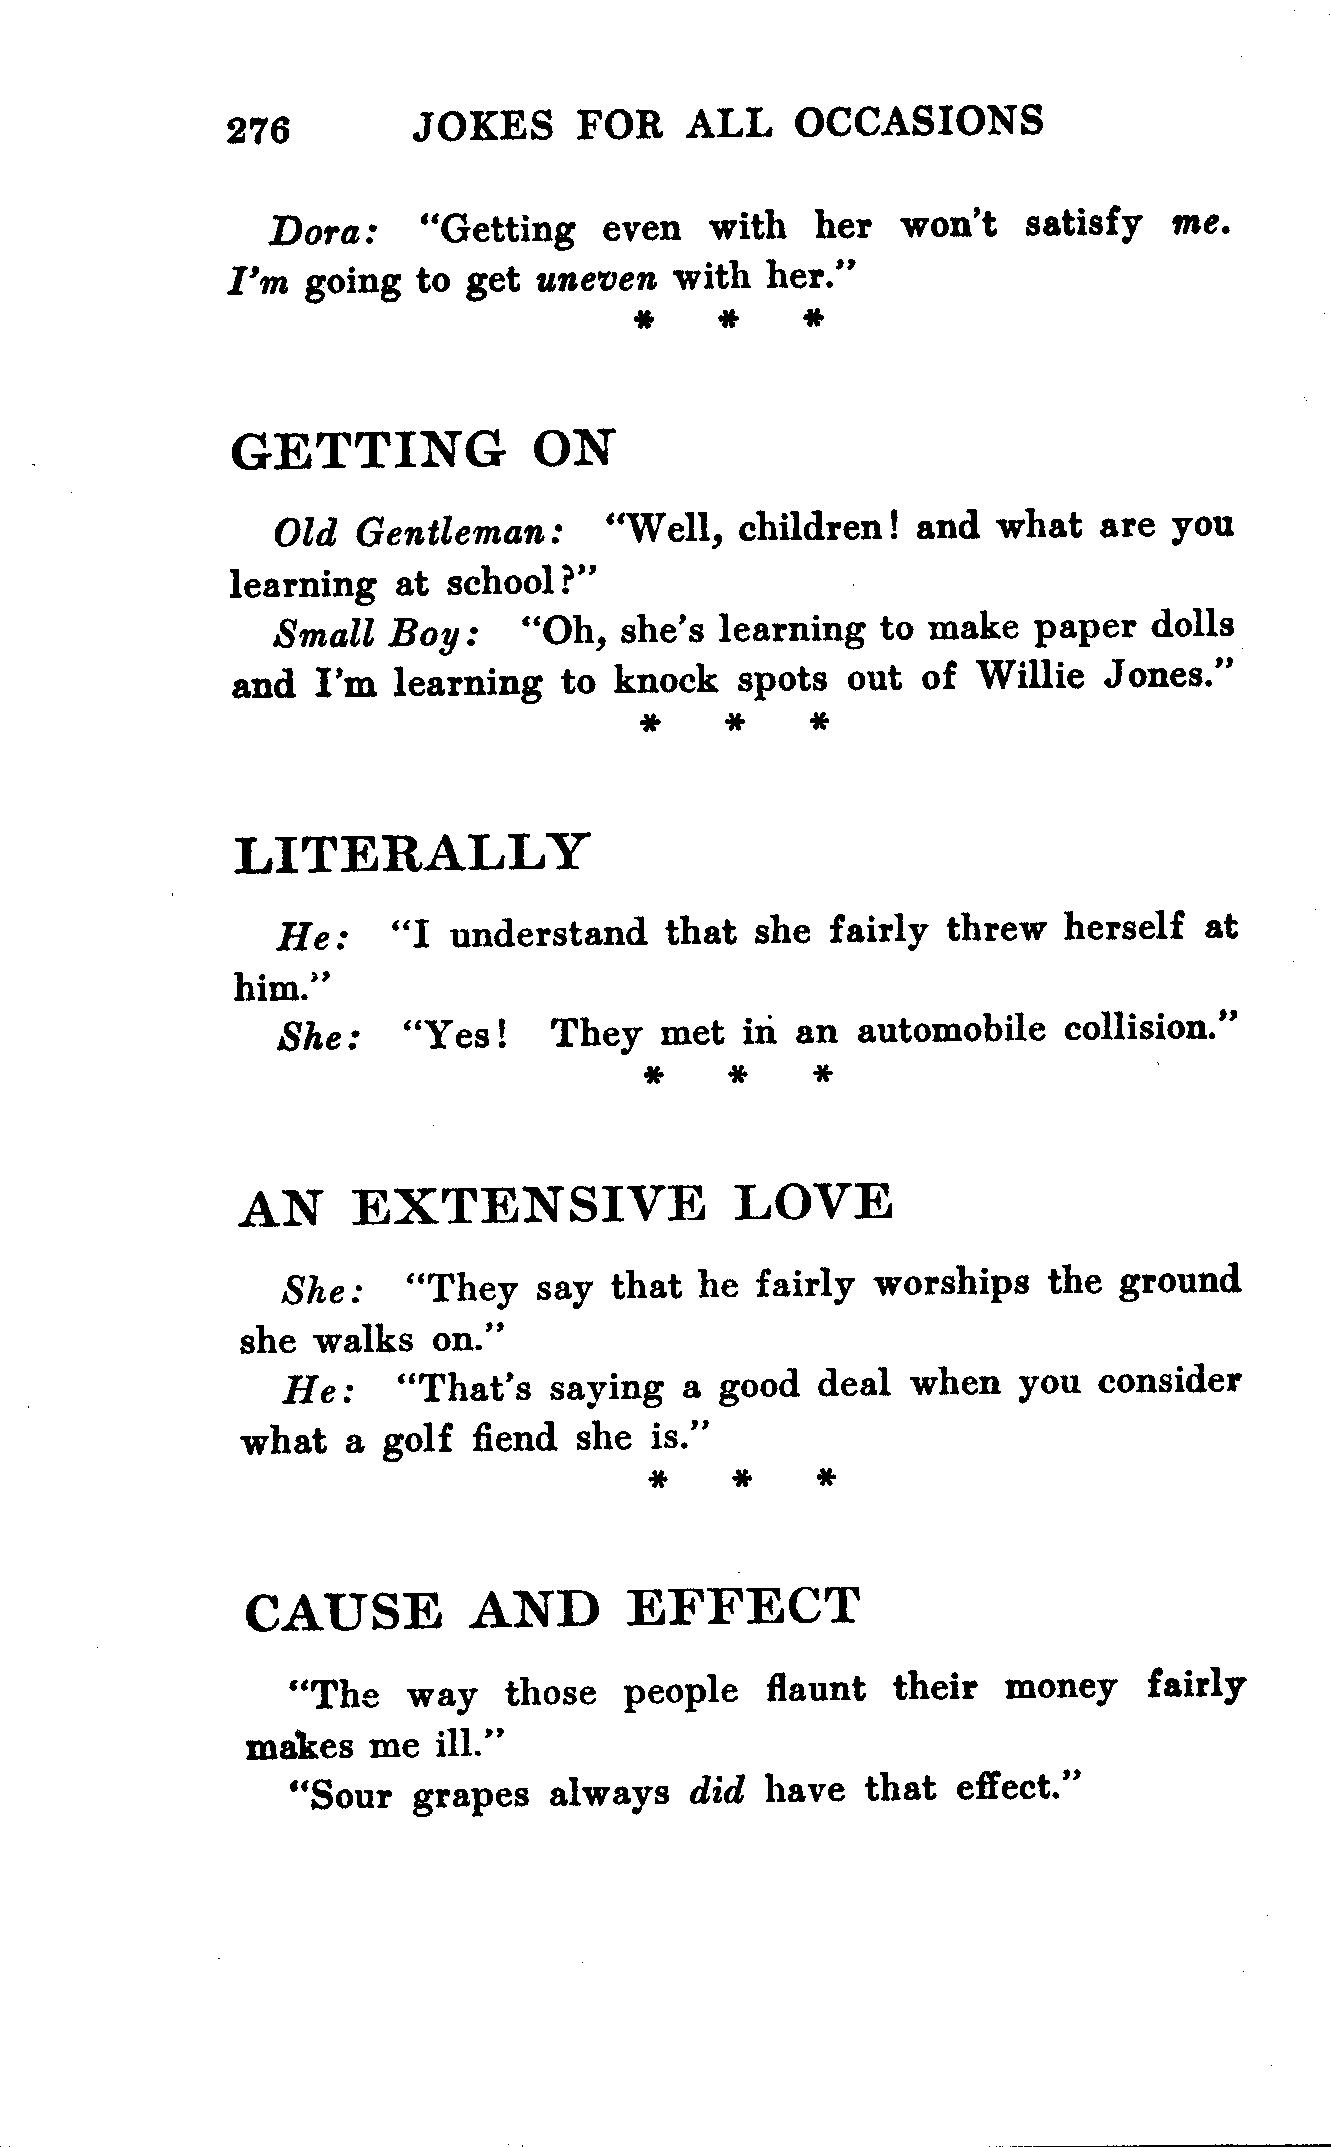 276 JOKES FOR ALL OCCASIONS
Dora: "Getting even with her won't satisfy me.
I'm going to get uneven with her."
* * *
GETTING ON
Old Gentleman: "Well, children! and what are you
learning at school?"
Small Boy: "Oh, she's learning to make paper dolls
and I'm learning to knock spots out of Willie Jones."
* * *
LITERALLY
He: "I understand that she fairly threw herself at
him."
She: "Yes! They met in an automobile collision."
* * *
AN EXTENSIVE LOVE
She: "They say that he fairly worships the ground
she walks on."
He: "That's saying a good deal when you consider
what a golf fiend she is."
* * *
CAUSE AND EFFECT
"The way those people flaunt their money fairly
makes me ill."
"Sour grapes always did have that effect."